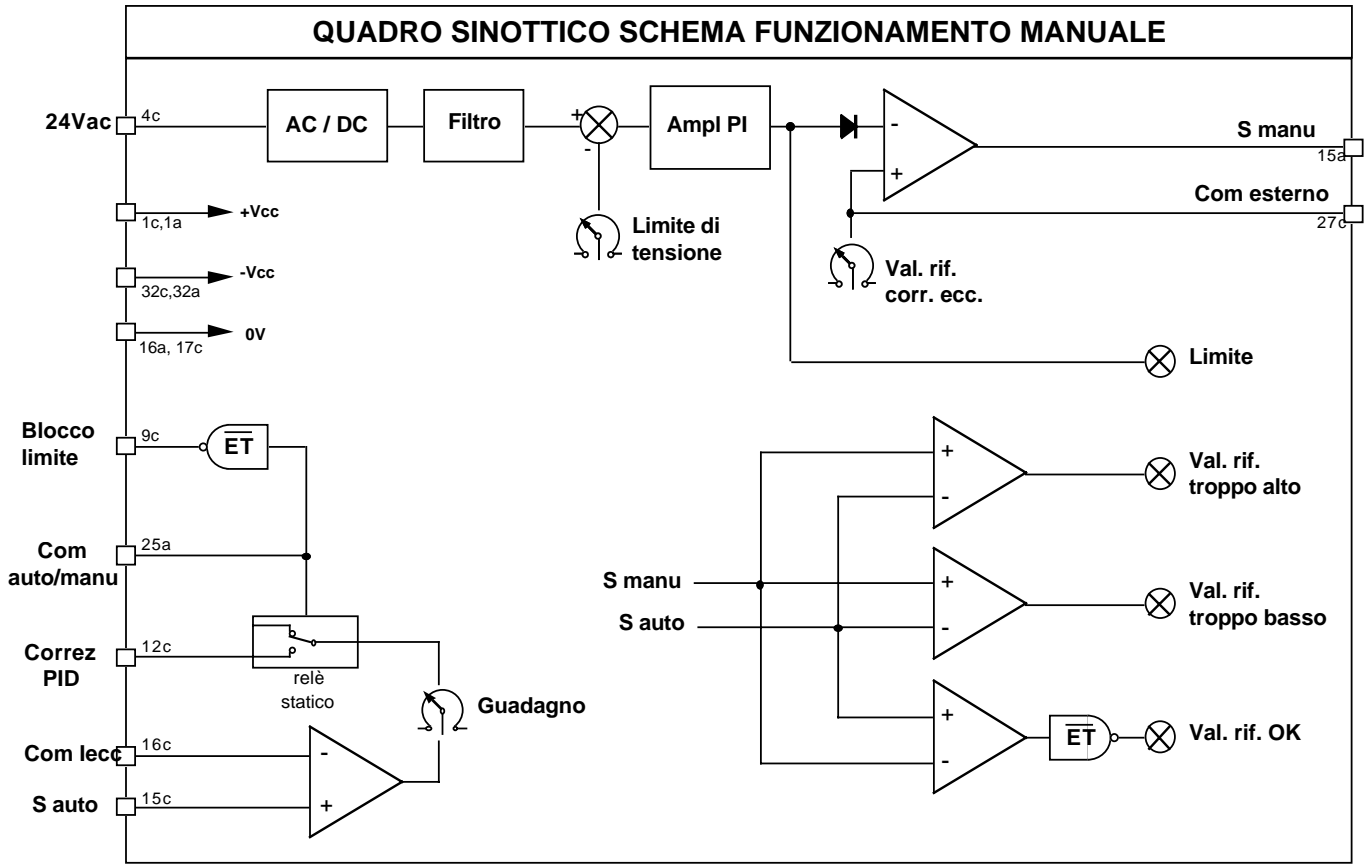 QUADRO SINOTTICO SCHEMA FUNZIONAMENTO MANUALE
24Vac
4c
AC / DC
Filtro
+
-
Ampl PI
-
+
S manu
15a
Com esterno
27c
1c,1a
+Vcc
Limite di
tensione
32c,32a
-Vcc
Val. rif.
corr. ecc.
16a, 17c
0V
Limite
Blocco
limite
9c
ET
+
-
Val. rif.
troppo alto
Com
auto/manu
25a
S manu
S auto
+
-
Val. rif.
troppo basso
Correz
PID
12c
relè
statico
Guadagno
+
-
ET
Val. rif. OK
Com Iecc
16c
-
S auto
15c
+